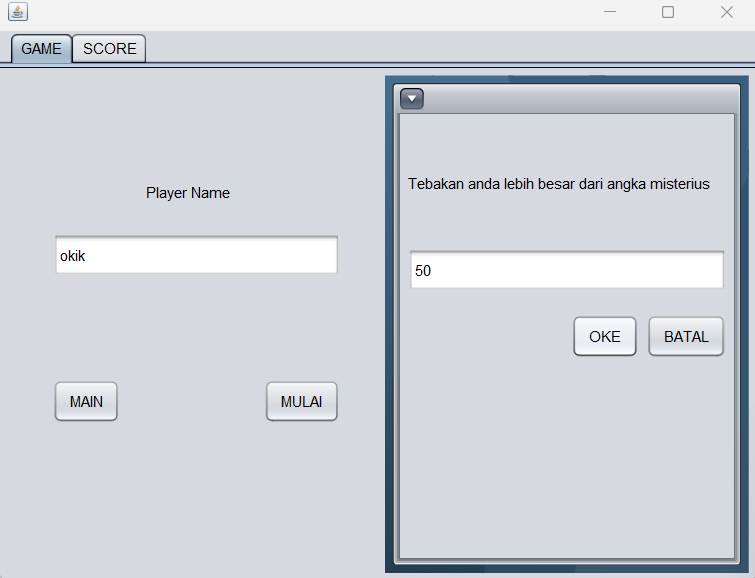 GAME
SCORE
Player Name
okik
MAIN
MULAI
Tebakan anda lebih besar dari angka misterius
50
OKE
BATAL